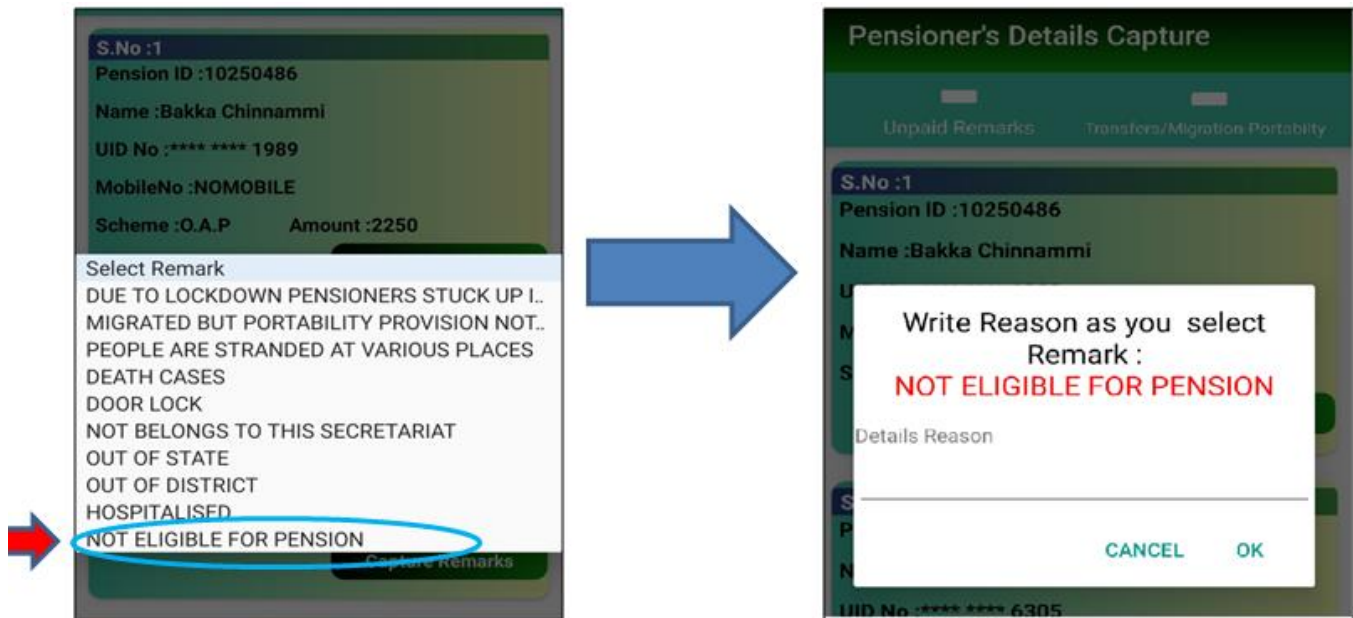 S.No :1
Pension ID :10250486
Name :Bakka Chinnammi
UID No :**** **** 1989
MobileNo :NOMOBILE
Scheme :O.A.P Amount :2250
Select Remark
DUE TO LOCKDOWN PENSIONERS STUCK UP I..
MIGRATED BUT PORTABILITY PROVISION NOT..
PEOPLE ARE STRANDED AT VARIOUS PLACES
DEATH CASES
DOOR LOCK
NOT BELONGS TO THIS SECRETARIAT
OUT OF STATE
OUT OF DISTRICT
HOSPITALISED
NOT ELIGIBLE FOR PENSION
Capture Remarks
Pensioner's Details Capture
Unpaid Remarks Transfers/Migration Portabilty
S.No :1
Pension ID :10250486
Name :Bakka Chinnammi
Write Reason as you select
Remark :
NOT ELIGIBLE FOR PENSION
Details Reason
CANCEL OK
UID No :**** **** 6305